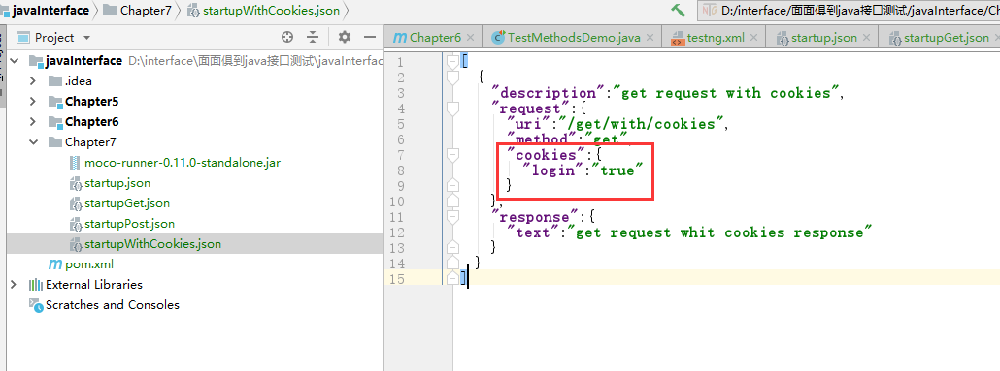 javaInterface Chapter7 startupWithCookies.json
D:/interface/面面俱到java接口测试/javaInterface/Ch
Project
Chapter6 TestMethodsDemo.java testng.xml startup.json startupGet.json
javaInterface D:\interface\面面俱到java接口测试\javaInterfac
.idea
Chapter5
Chapter6
Chapter7
moco-runner-0.11.0-standalone.jar
startup.json
startupGet.json
startupPost.json
startupWithCookies.json
pom.xml
External Libraries
Scratches and Consoles
1 [
2 {
3 "description":"get request with cookies",
4 "request":{
5 "uri":"/get/with/cookies",
6 "method":"get",
7 "cookies":{
8 "login":"true"
9 }
10 },
11 "response":{
12 "text":"get request whit cookies response"
13 }
14 }
15 ]